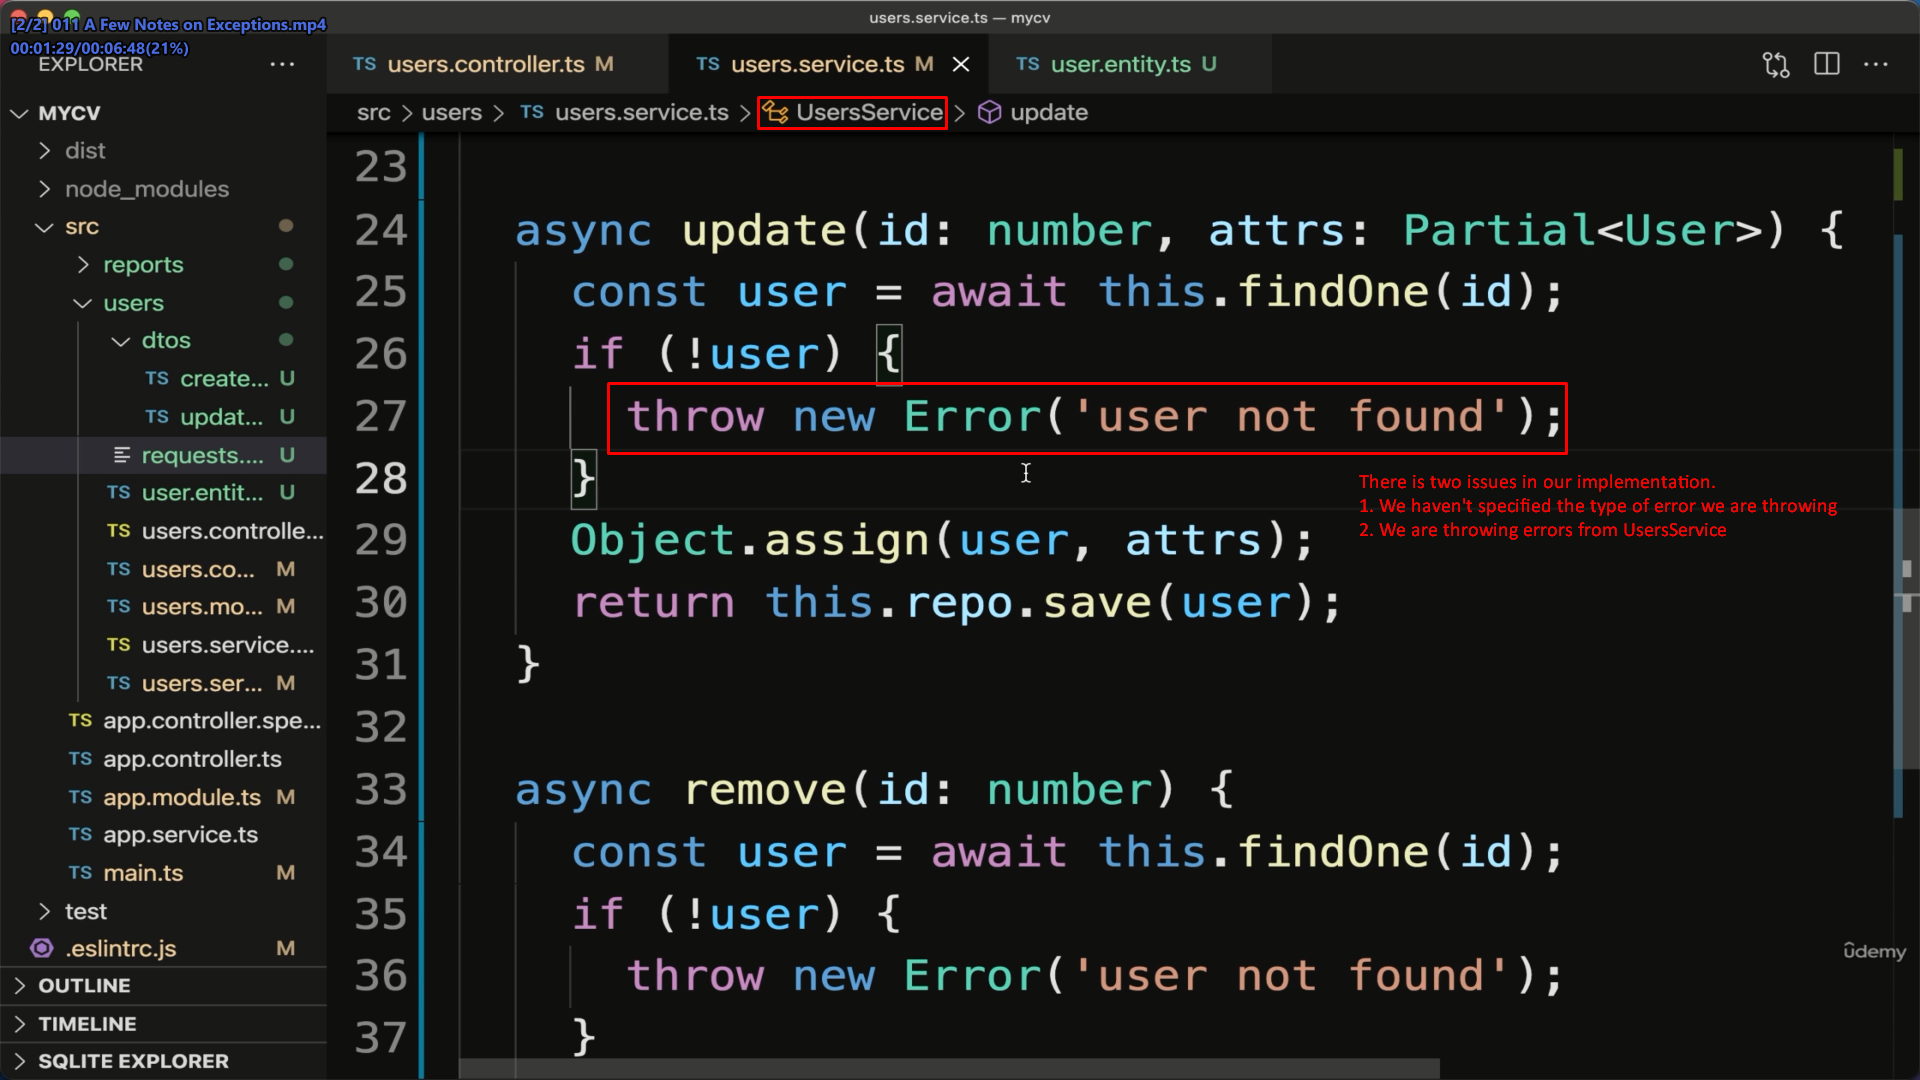 users.service.ts — mycv
[2/2] 011 A Few Notes on Exceptions.mp4
00:01:29/00:06:48(21%)
EXPLORER
···
TS users.controller.ts M
TS users.service.ts M
TS user.entity.ts U
src > users > TS users.service.ts > UsersService > update
MYCV
dist
node_modules
src
reports
users
dtos
TS create... U
TS updat... U
requests.... U
TS user.entit... U
TS users.controlle...
TS users.co... M
TS users.mo... M
TS users.service....
TS users.ser... M
TS app.controller.spe...
TS app.controller.ts
TS app.module.ts M
TS app.service.ts
TS main.ts M
test
.eslintrc.js M
OUTLINE
TIMELINE
SQLITE EXPLORER
23
24 async update(id: number, attrs: Partial<User>) {
25 const user = await this.findOne(id);
26 if (!user) {
27 throw new Error('user not found');
28 }
29 Object.assign(user, attrs);
30 return this.repo.save(user);
31 }
32
33 async remove(id: number) {
34 const user = await this.findOne(id);
35 if (!user) {
36 throw new Error('user not found');
37 }
There is two issues in our implementation.
1. We haven't specified the type of error we are throwing
2. We are throwing errors from UsersService
ûdemy